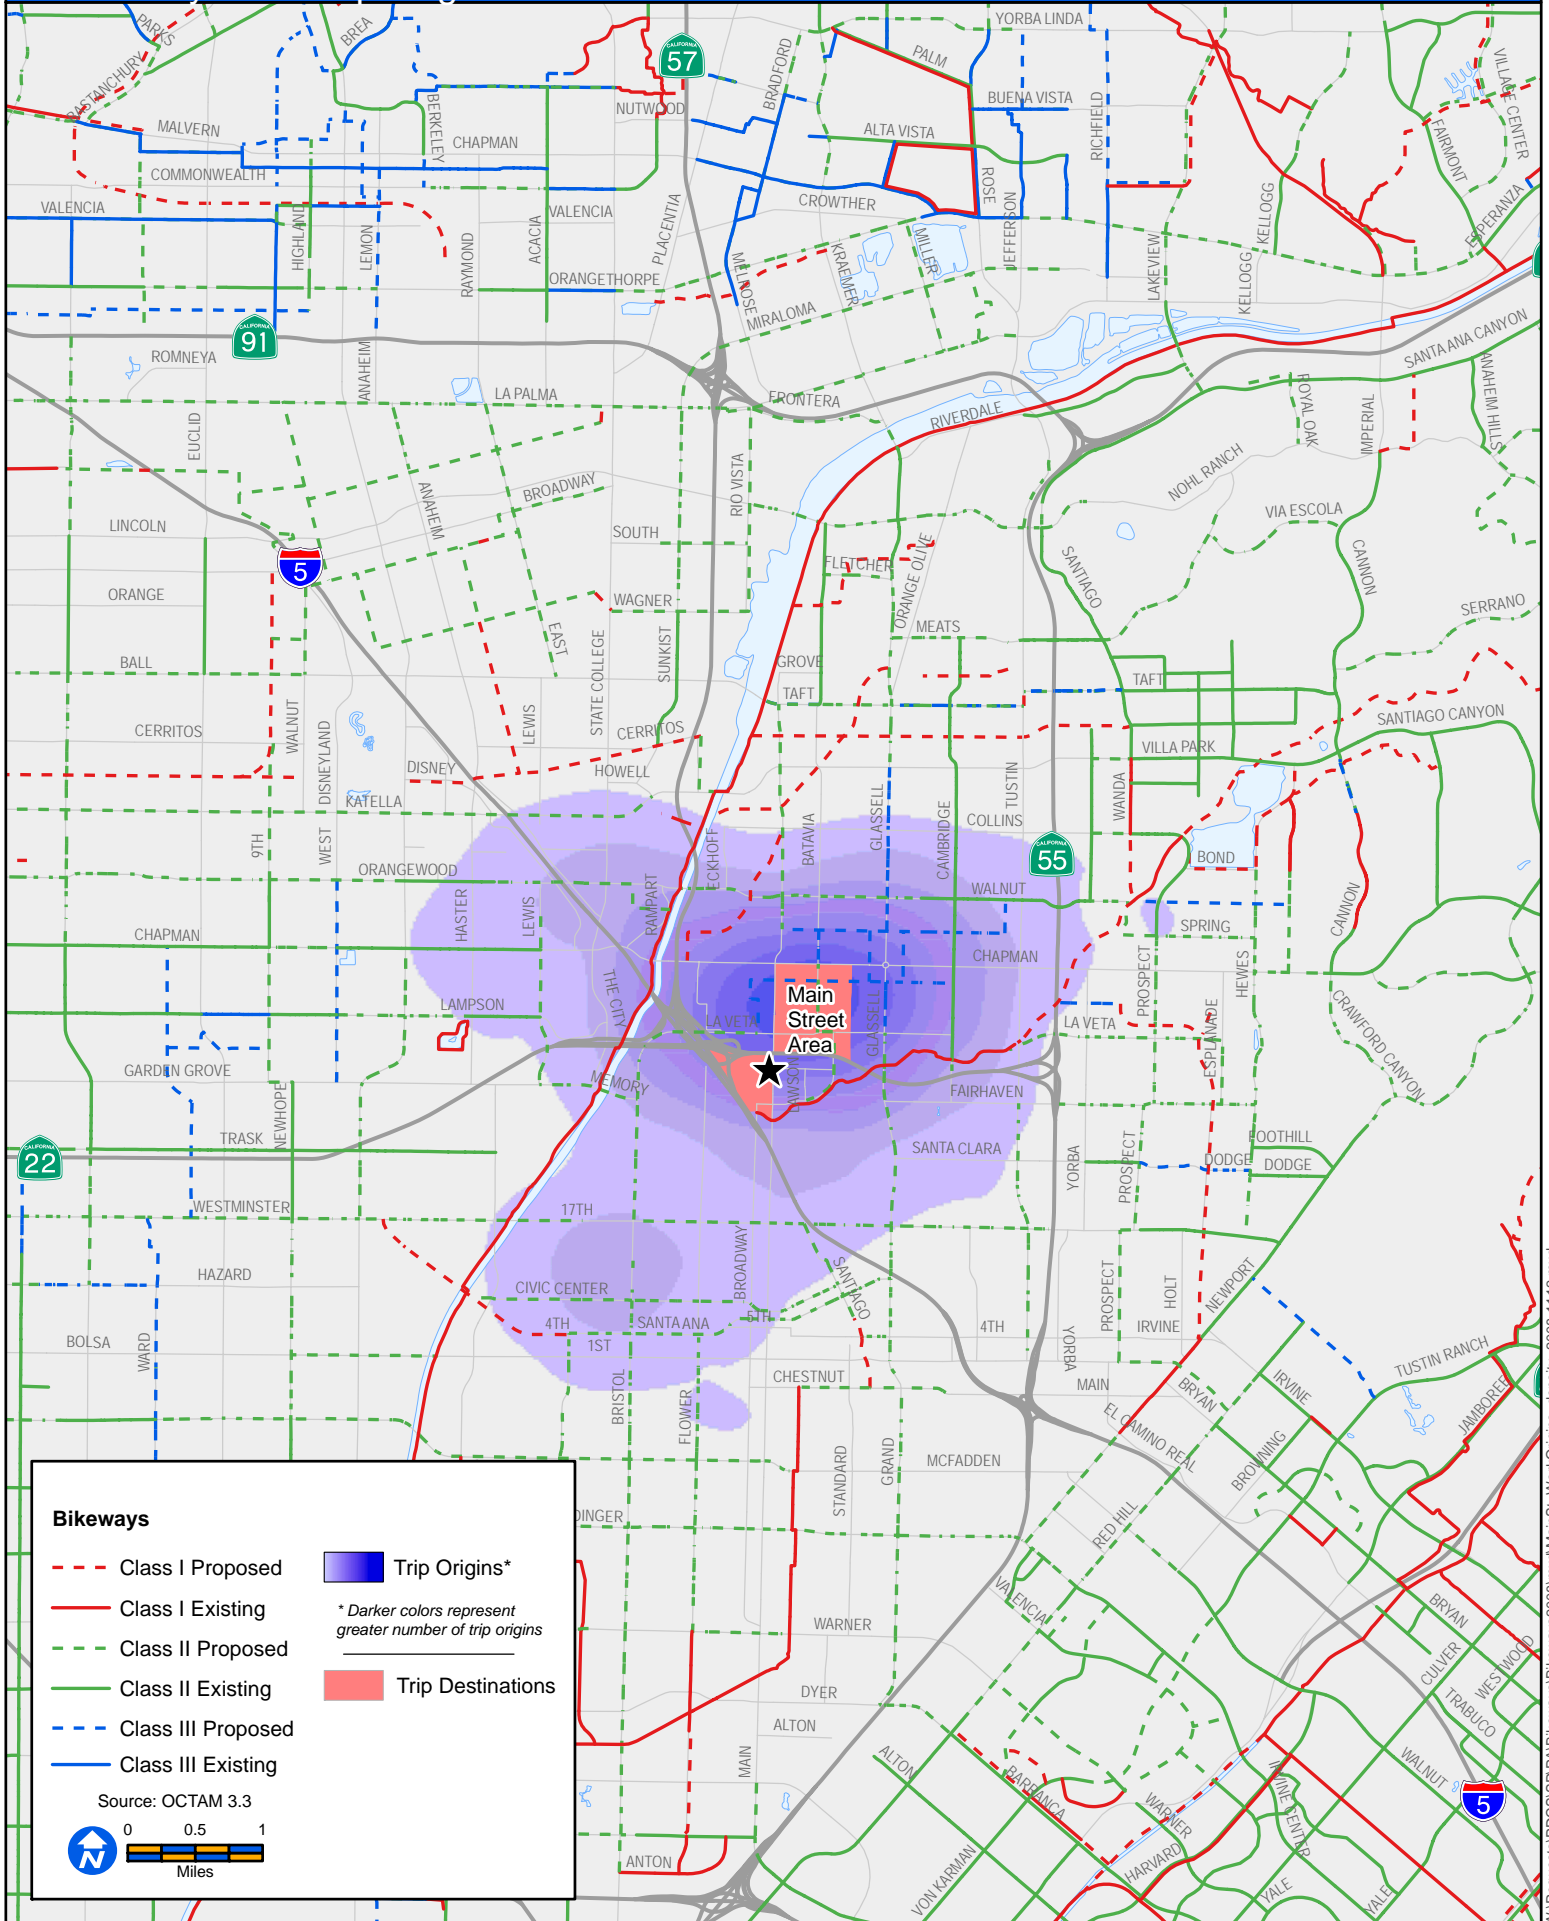 YORBA LINDA
PARKS
BREA
CALIFORNIA
57
BRADFORD
PALM
VILLAGE CENTER
BASTANCHURY
BERKELEY
NUTWOOD
BUENA VISTA
RICHFIELD
MALVERN
CHAPMAN
ALTA VISTA
FAIRMONT
COMMONWEALTH
ROSE
VALENCIA
VALENCIA
CROWTHER
JEFFERSON
KELLOGG
ESPERANZA
HIGHLAND
LEMON
RAYMOND
ACACIA
PLACENTIA
MELROSE
KRAEMER
MILLER
LAKEVIEW
KELLOGG
ORANGETHORPE
MIRALOMA
CALIFORNIA
91
ROMNEYA
ANAHEIM
SANTA ANA CANYON
LA PALMA
FRONTERA
RIVERDALE
ROYAL OAK
IMPERIAL
ANAHEIM HILLS
EUCLID
ANAHEIM
BROADWAY
RIO VISTA
NOHL RANCH
VIA ESCOLA
LINCOLN
SOUTH
5
FLETCHER
ORANGE OLIVE
SANTIAGO
CANNON
ORANGE
WAGNER
MEATS
SERRANO
EAST
STATE COLLEGE
SUNKIST
BALL
GROVE
TAFT
TAFT
CERRITOS
WALNUT
DISNEYLAND
LEWIS
CERRITOS
SANTIAGO CANYON
VILLA PARK
DISNEY
HOWELL
TUSTIN
WANDA
KATELLA
9TH
WEST
ECKHOFF
BATAVIA
GLASSELL
CAMBRIDGE
COLLINS
CALIFORNIA
55
BOND
ORANGEWOOD
HASTER
LEWIS
RAMPART
WALNUT
CANNON
SPRING
CHAPMAN
CHAPMAN
PROSPECT
HEWES
THE CITY
Main
Street
Area
LAMPSON
LA VETA
GLASSELL
LA VETA
ESPLANADE
CRAWFORD CANYON
GARDEN GROVE
MEMORY
LAWSON
FAIRHAVEN
NEWHOPE
TRASK
CALIFORNIA
22
SANTA CLARA
YORBA
PROSPECT
FOOTHILL
DODGE
DODGE
WESTMINSTER
17TH
HAZARD
CIVIC CENTER
BROADWAY
SANTIAGO
PROSPECT
HOLT
NEWPORT
BOLSA
WARD
4TH
SANTA ANA
5TH
4TH
IRVINE
1ST
YORBA
TUSTIN RANCH
BRISTOL
FLOWER
CHESTNUT
MAIN
BRYAN
IRVINE
JAMBOREE
STANDARD
GRAND
MCFADDEN
EL CAMINO REAL
BROWNING
DINGER
RED HILL
VALENCIA
WARNER
BRYAN
CULVER
WESTWOOD
TRABUCO
DYER
ALTON
MAIN
ALTON
BARRANCA
WARNER
IRVINE CENTER
WALNUT
5
ANTON
VON KARMAN
HARVARD
YALE
YALE
Bikeways
Class I Proposed
Class I Existing
Class II Proposed
Class II Existing
Class III Proposed
Class III Existing
Trip Origins*
* Darker colors represent
greater number of trip origins
Trip Destinations
Source: OCTAM 3.3
0 0.5 1
Miles
N